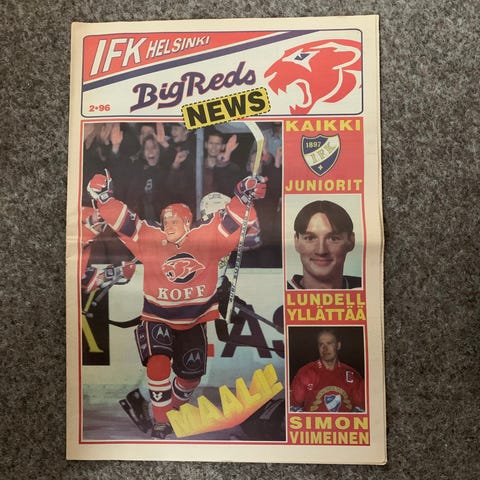 IFK HELSINKI
BigReds
NEWS
2•96
KAIKKI
1897
IFK
JUNIORIT
KOFF
LUNDELL
YLLÄTTÄÄ
MAALI!
SIMON
VIIMEINEN